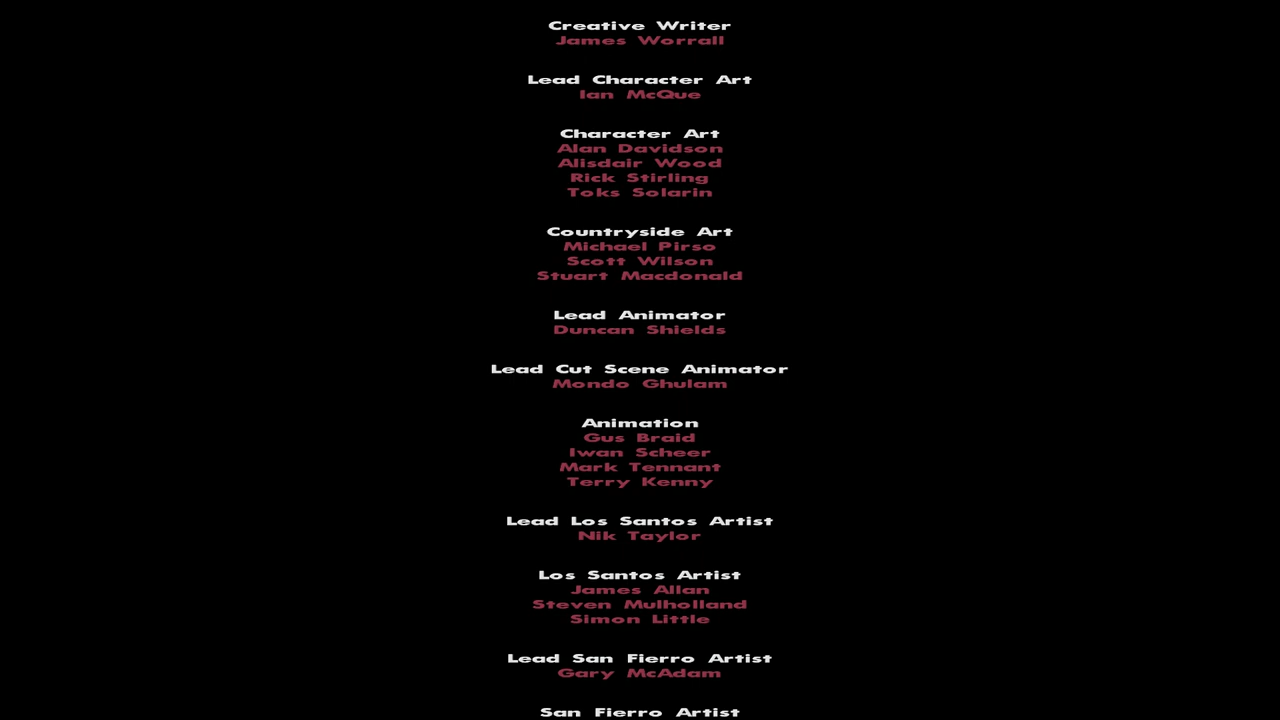 Creative Writer
James Worrall
Lead Character Art
Ian McQue
Character Art
Alan Davidson
Alisdair Wood
Rick Stirling
Toks Solarin
Countryside Art
Michael Pirso
Scott Wilson
Stuart Macdonald
Lead Animator
Duncan Shields
Lead Cut Scene Animator
Mondo Ghulam
Animation
Gus Braid
Iwan Scheer
Mark Tennant
Terry Kenny
Lead Los Santos Artist
Nik Taylor
Los Santos Artist
James Allan
Steven Mulholland
Simon Little
Lead San Fierro Artist
Gary McAdam
San Fierro Artist